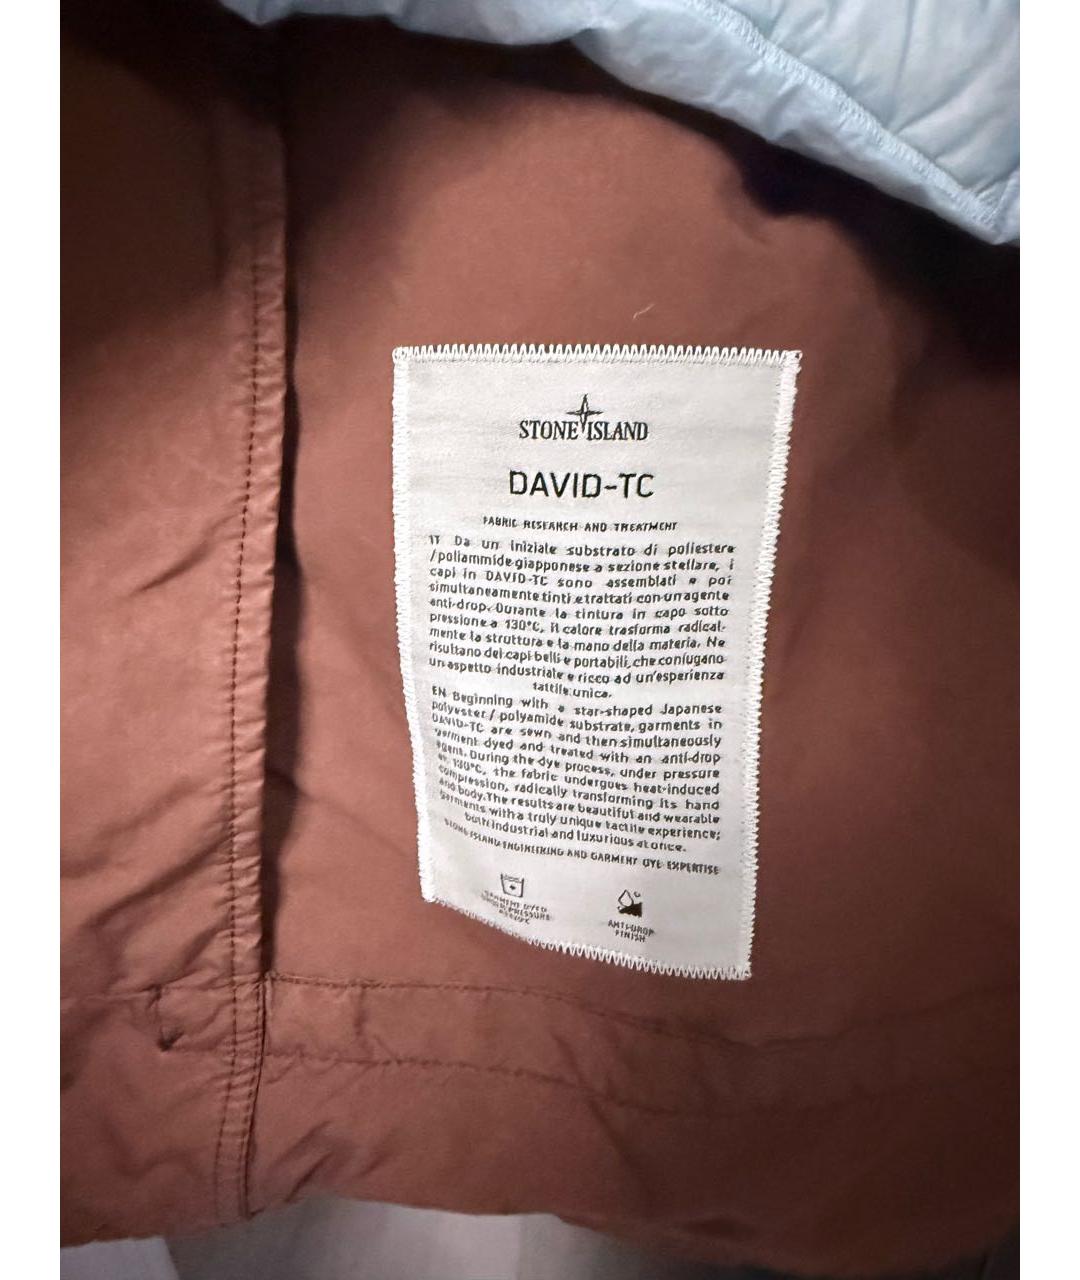 STONE ISLAND
DAVID-TC
FABRIC RESEARCH AND TREATMENT
IT Da un iniziale substrato di poliestere
/poliammide giapponese a sezione stellare, i
capi in DAVID-TC sono assemblati e poi
simultaneamente tinti e trattati con un agente
anti-drop. Durante la tintura in capo sotto
pressione a 130°C, il calore trasforma radical-
mente la struttura e la mano della materia. Ne
risultano dei capi belli e portabili, che coniugano
un aspetto industriale e ricco ad un'esperienza
tattile unica.
EN Beginning with a star-shaped Japanese
polyester / polyamide substrate, garments in
DAVID-TC are sewn and then simultaneously
garment dyed and treated with an anti-drop
agent. During the dye process, under pressure
at 130°C, the fabric undergoes heat-induced
compression, radically transforming its hand
and body. The results are beautiful and wearable
garments with a truly unique tactile experience;
both industrial and luxurious at once.
STONE ISLAND ENGINEERING AND GARMENT DYE EXPERTISE
GARMENT DYED
UNDER PRESSURE
ANTI-DROP
FINISH